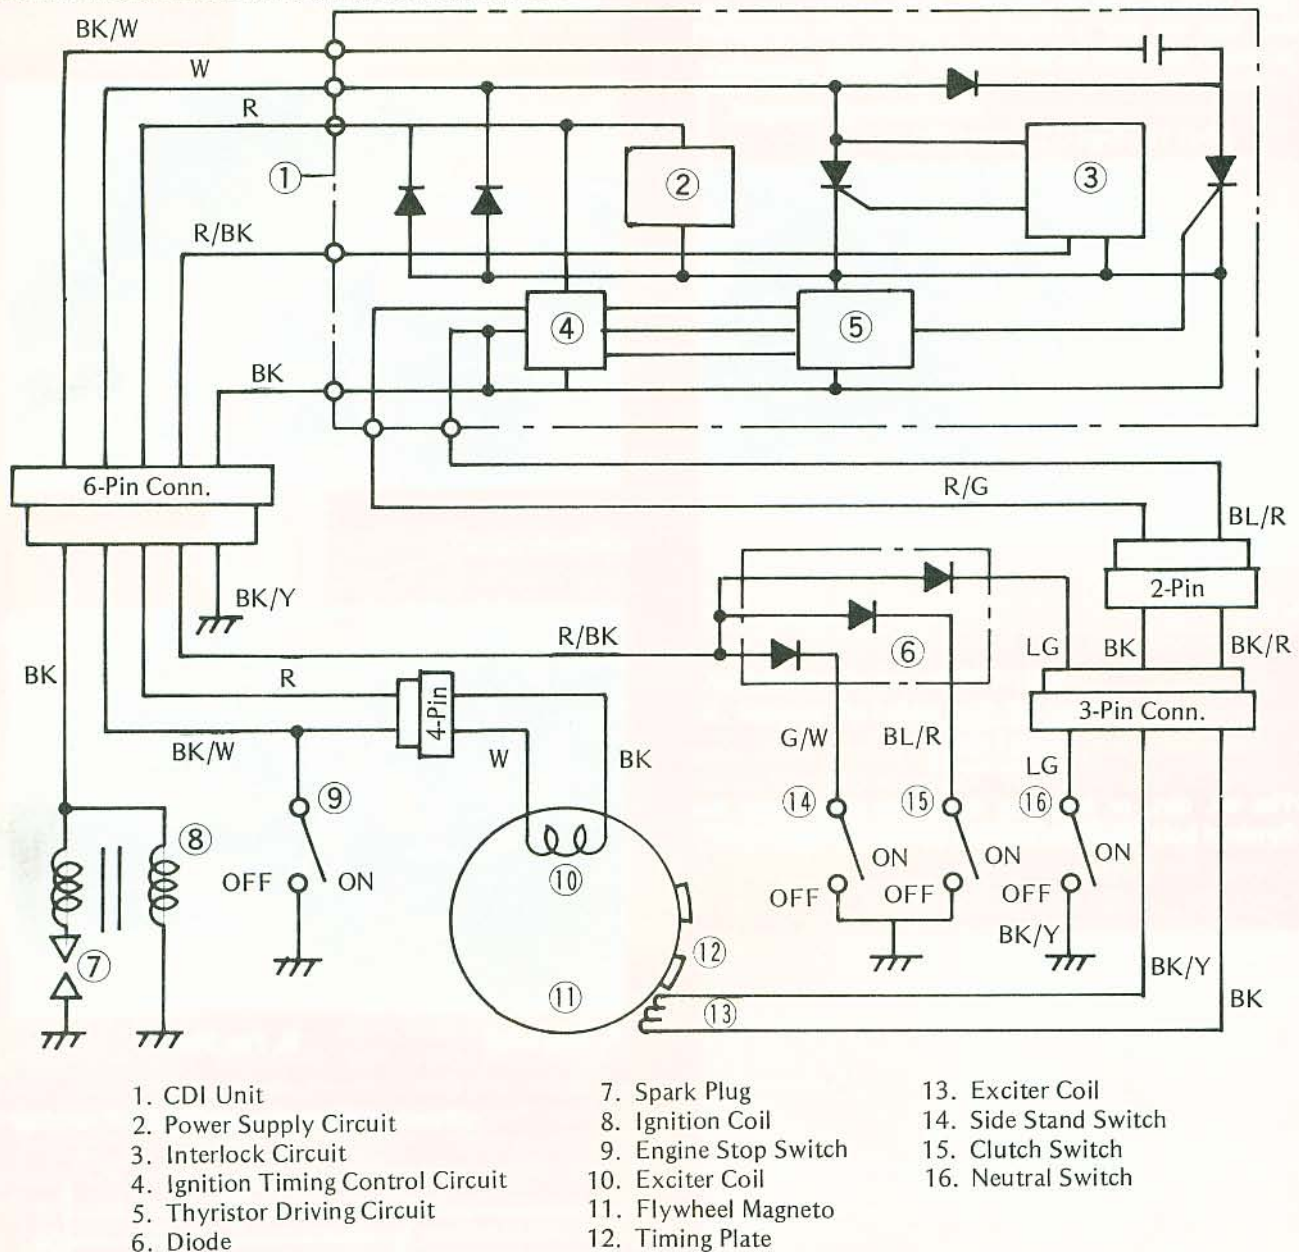 BK/W
W
R
①
②
③
R/BK
④
⑤
BK
6-Pin Conn.
R/G
BL/R
2-Pin
BK/Y
R/BK
⑥
LG
BK
BK/R
BK
R
4-Pin
3-Pin Conn.
BK/W
W
BK
G/W
BL/R
LG
⑨
⑭
⑮
⑯
⑧
OFF
ON
⑩
ON
ON
ON
OFF
OFF
OFF
BK/Y
⑦
⑫
BK/Y
⑪
⑬
BK
1. CDI Unit
2. Power Supply Circuit
3. Interlock Circuit
4. Ignition Timing Control Circuit
5. Thyristor Driving Circuit
6. Diode
7. Spark Plug
8. Ignition Coil
9. Engine Stop Switch
10. Exciter Coil
11. Flywheel Magneto
12. Timing Plate
13. Exciter Coil
14. Side Stand Switch
15. Clutch Switch
16. Neutral Switch